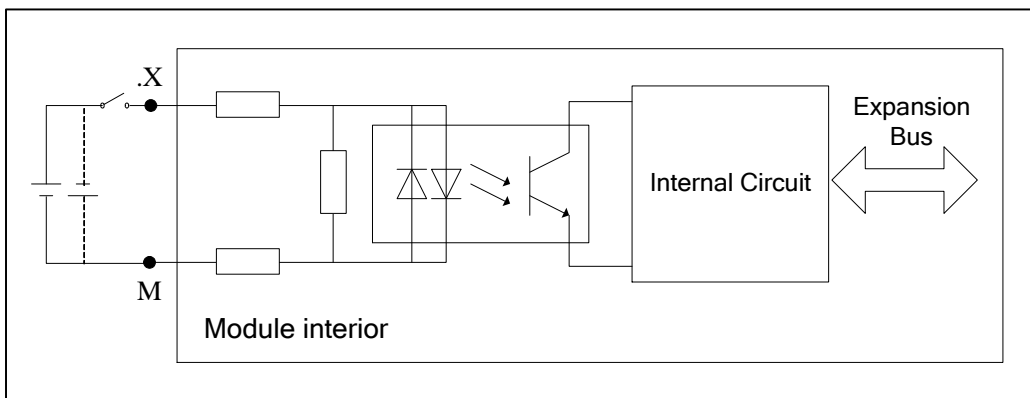 .X
M
Module interior
Internal Circuit
Expansion
Bus